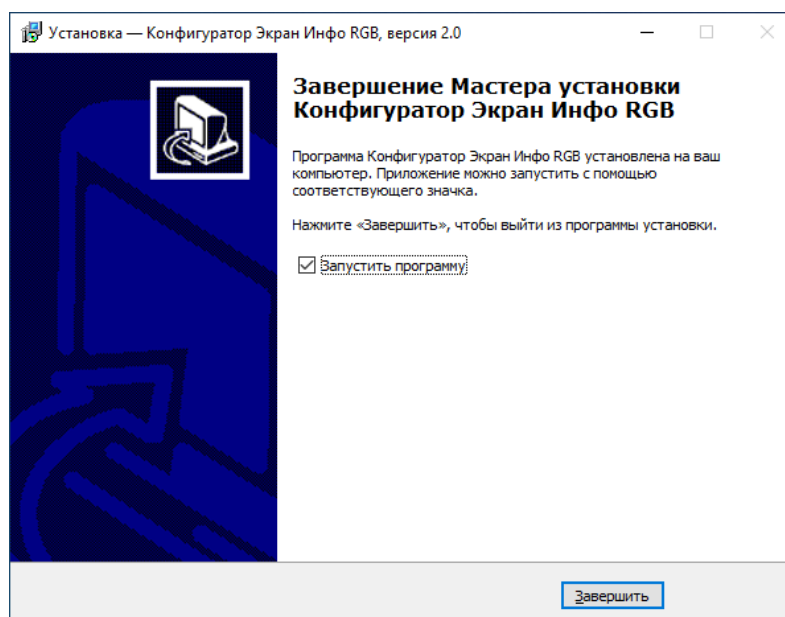 Установка — Конфигуратор Экран Инфо RGB, версия 2.0
Завершение Мастера установки
Конфигуратор Экран Инфо RGB
Программа Конфигуратор Экран Инфо RGB установлена на ваш
компьютер. Приложение можно запустить с помощью
соответствующего значка.
Нажмите «Завершить», чтобы выйти из программы установки.
Запустить программу
Завершить